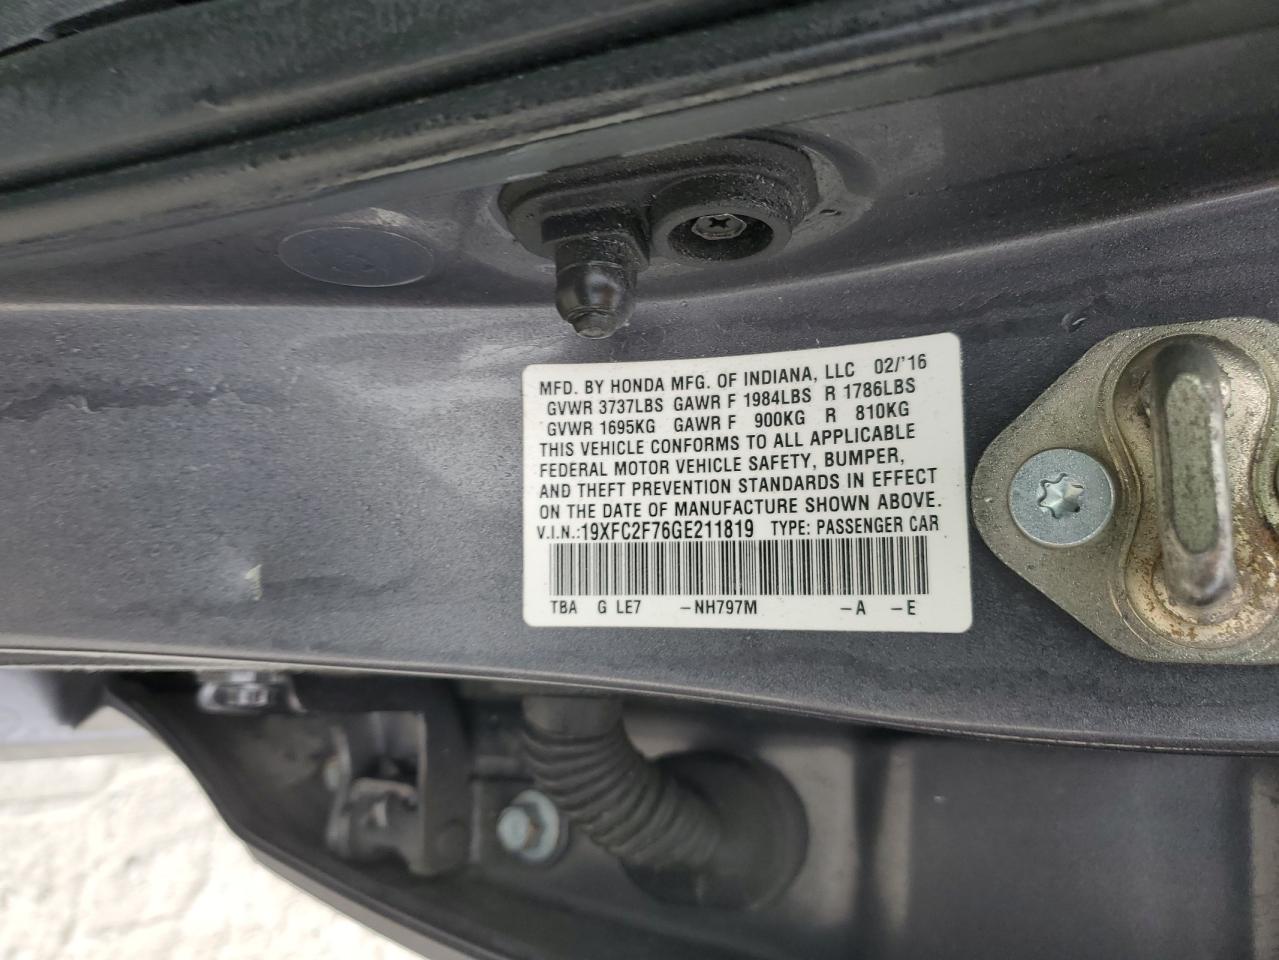 MFD. BY HONDA MFG. OF INDIANA, LLC 02/'16
GVWR 3737LBS GAWR F 1984LBS R 1786LBS
GVWR 1695KG GAWR F 900KG R 810KG
THIS VEHICLE CONFORMS TO ALL APPLICABLE
FEDERAL MOTOR VEHICLE SAFETY, BUMPER,
AND THEFT PREVENTION STANDARDS IN EFFECT
ON THE DATE OF MANUFACTURE SHOWN ABOVE.
V.I.N.:19XFC2F76GE211819 TYPE: PASSENGER CAR
TBA G LE7 -NH797M -A -E